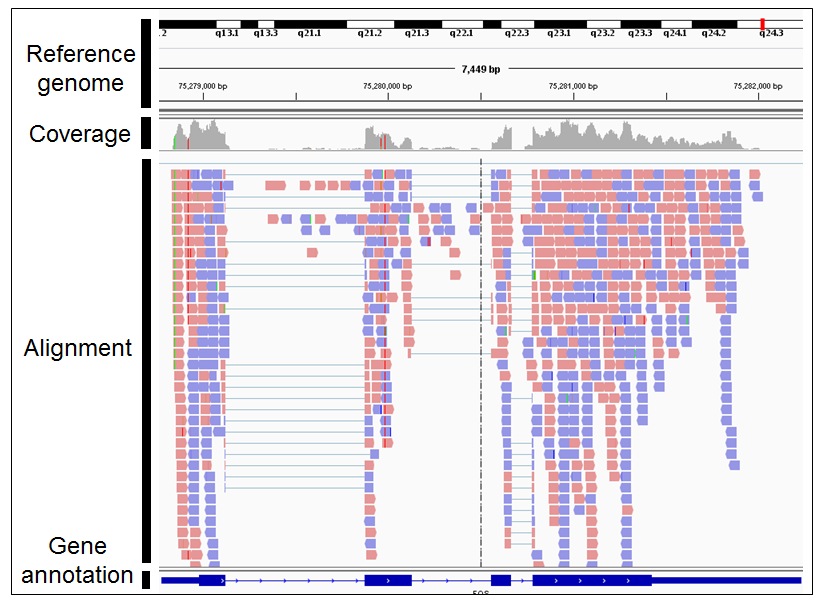 .2 q13.1 q13.3 q21.1 q21.2 q21.3 q22.1 q22.3 q23.1 q23.2 q23.3 q24.1 q24.2 q24.3
Reference
genome
7,449 bp
75,279,000 bp 75,280,000 bp 75,281,000 bp 75,282,000 bp
Coverage
Alignment
Gene
annotation